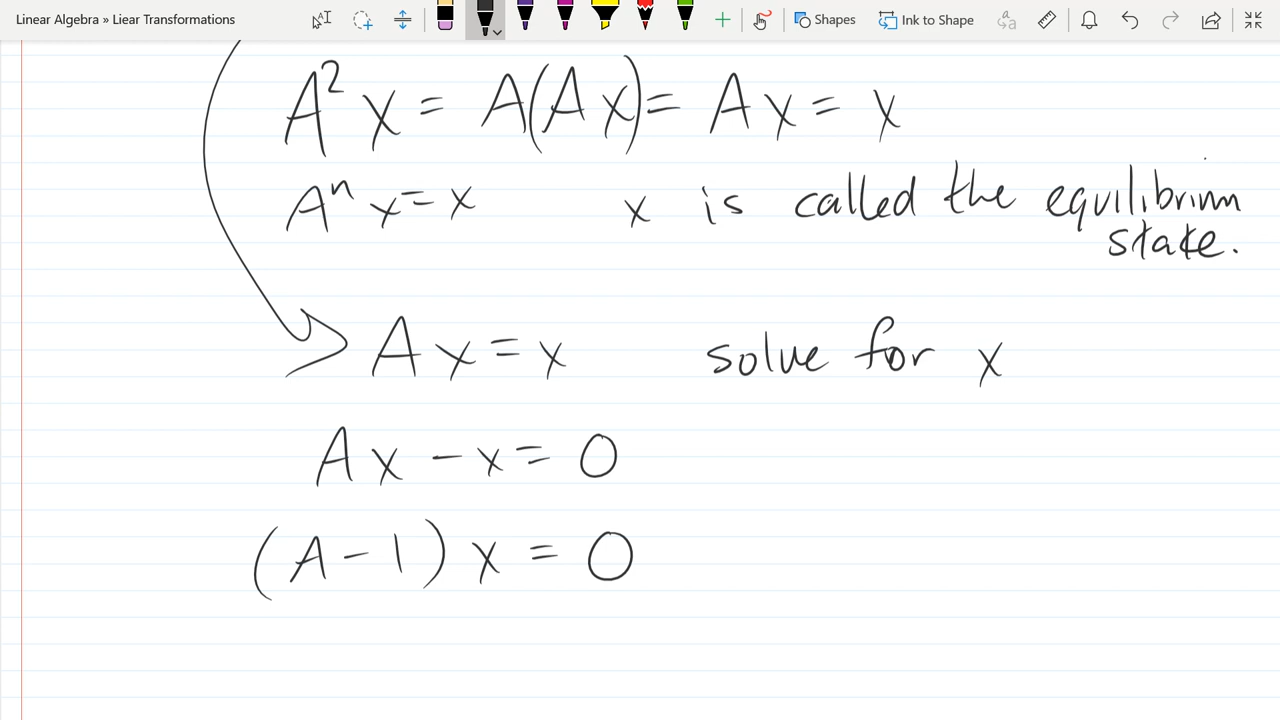 Linear Algebra » Liear Transformations
Shapes
Ink to Shape
A² x = A(Ax) = Ax = x
Aⁿ x = x x is called the equilibrim
state.
Ax = x solve for x
Ax - x = 0
(A - 1) x = 0